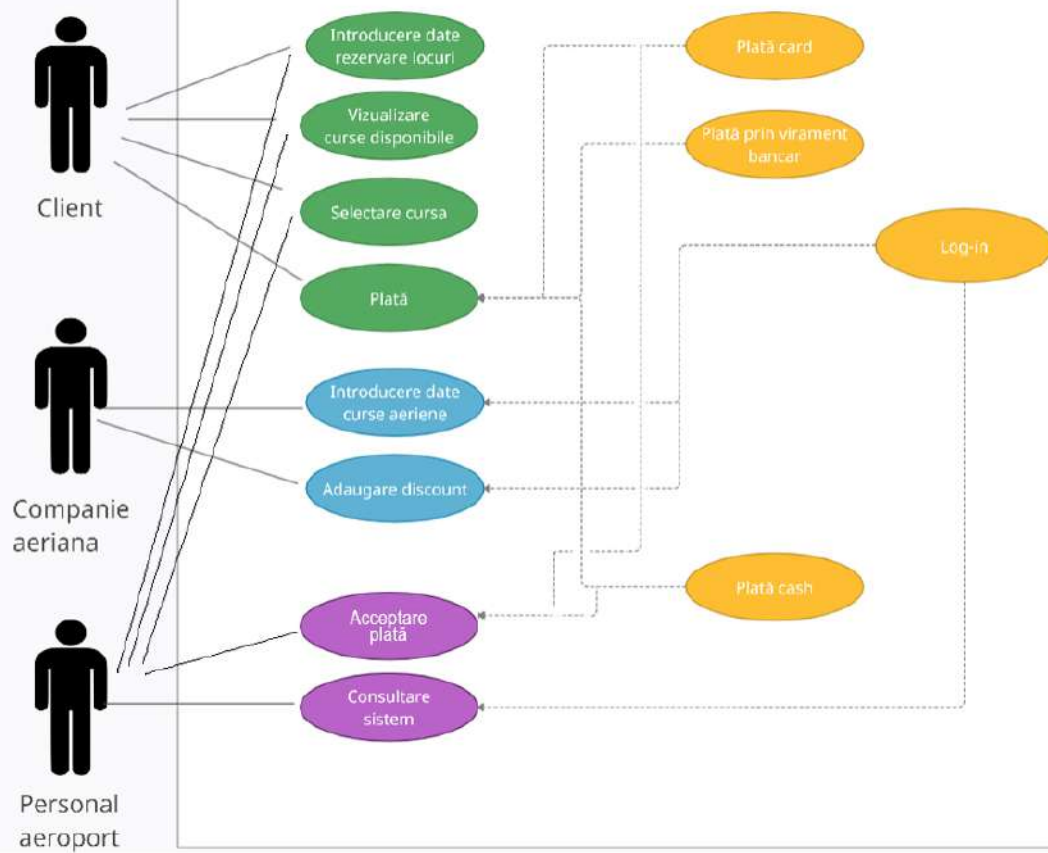 Introducere date
rezervare locuri
Plată card
Vizualizare
curse disponibile
Plată prin virament
bancar
Client
Selectare cursa
Log-in
Plată
Introducere date
curse aeriene
Adaugare discount
Companie
aeriana
Plată cash
Acceptare
plată
Consultare
sistem
Personal
aeroport